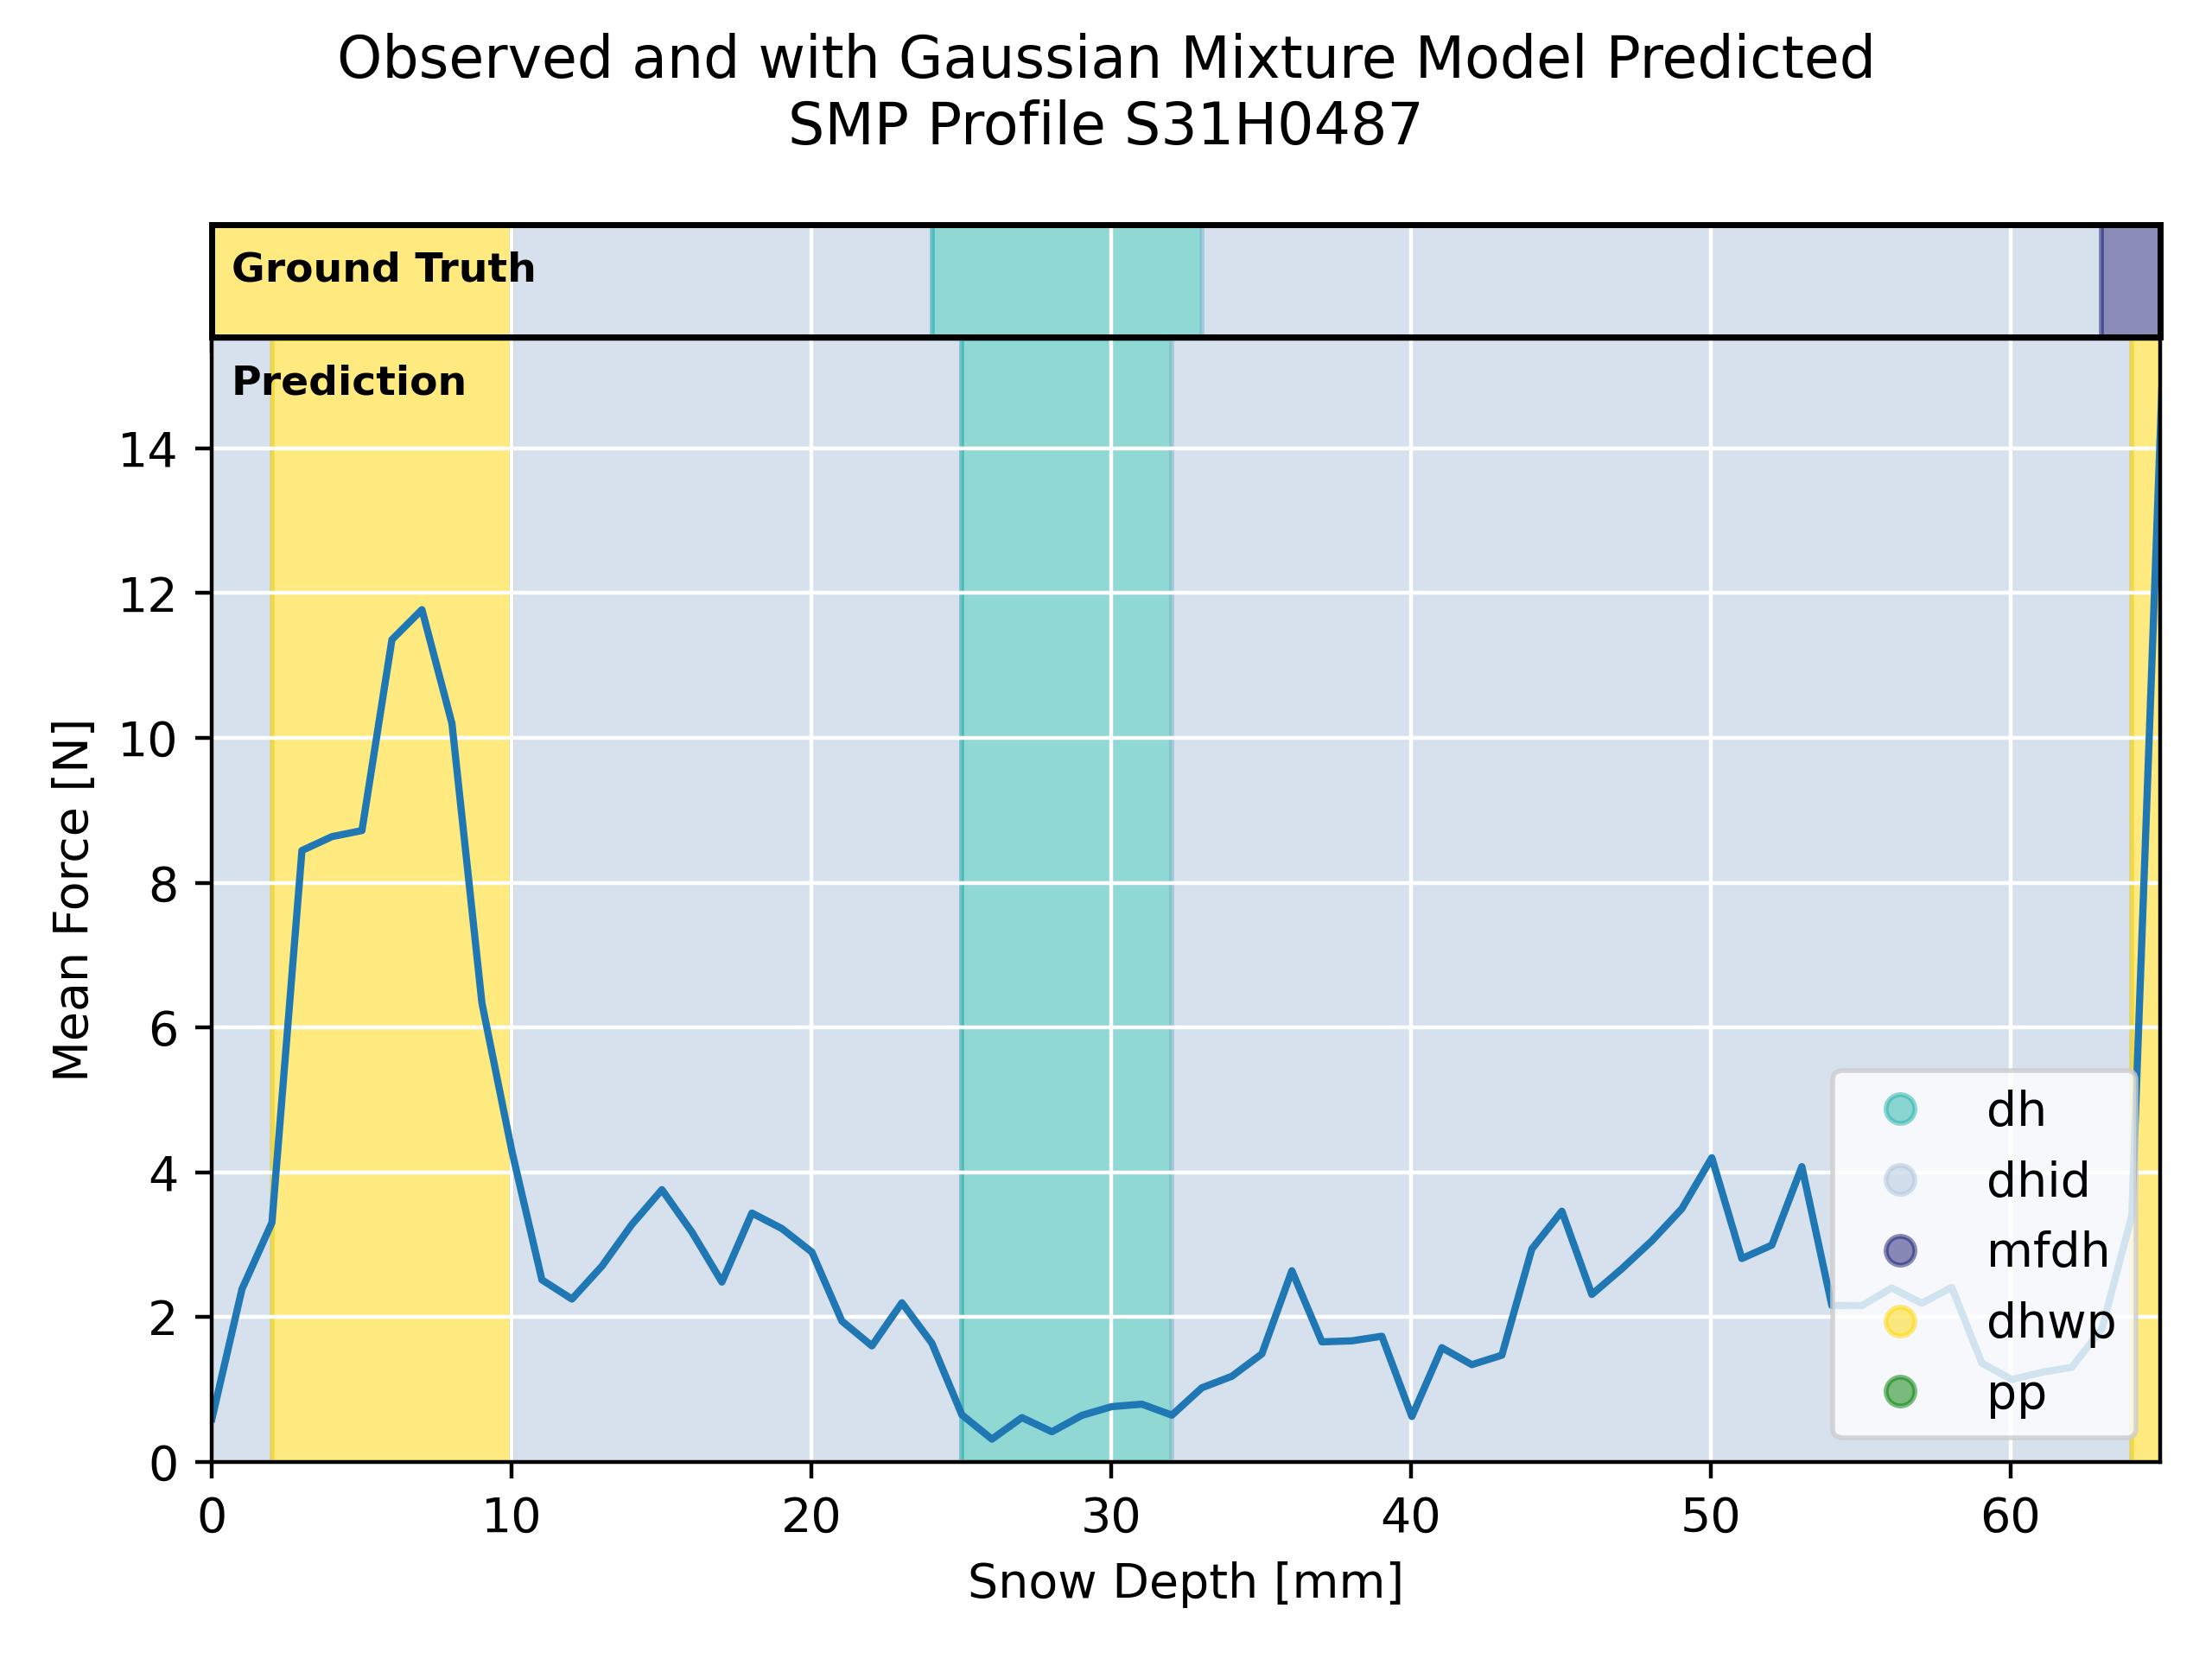 Observed and with Gaussian Mixture Model Predicted
SMP Profile S31H0487
Ground Truth
Prediction
14
12
10
8
6
4
2
0
Mean Force [N]
dh
dhid
mfdh
dhwp
pp
0 10 20 30 40 50 60
Snow Depth [mm]